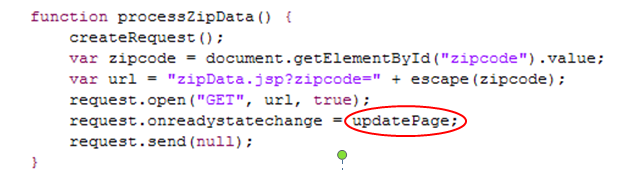 function processZipData() {
createRequest();
var zipcode = document.getElementById("zipcode").value;
var url = "zipData.jsp?zipcode=" + escape(zipcode);
request.open("GET", url, true);
request.onreadystatechange = updatePage;
request.send(null);
}